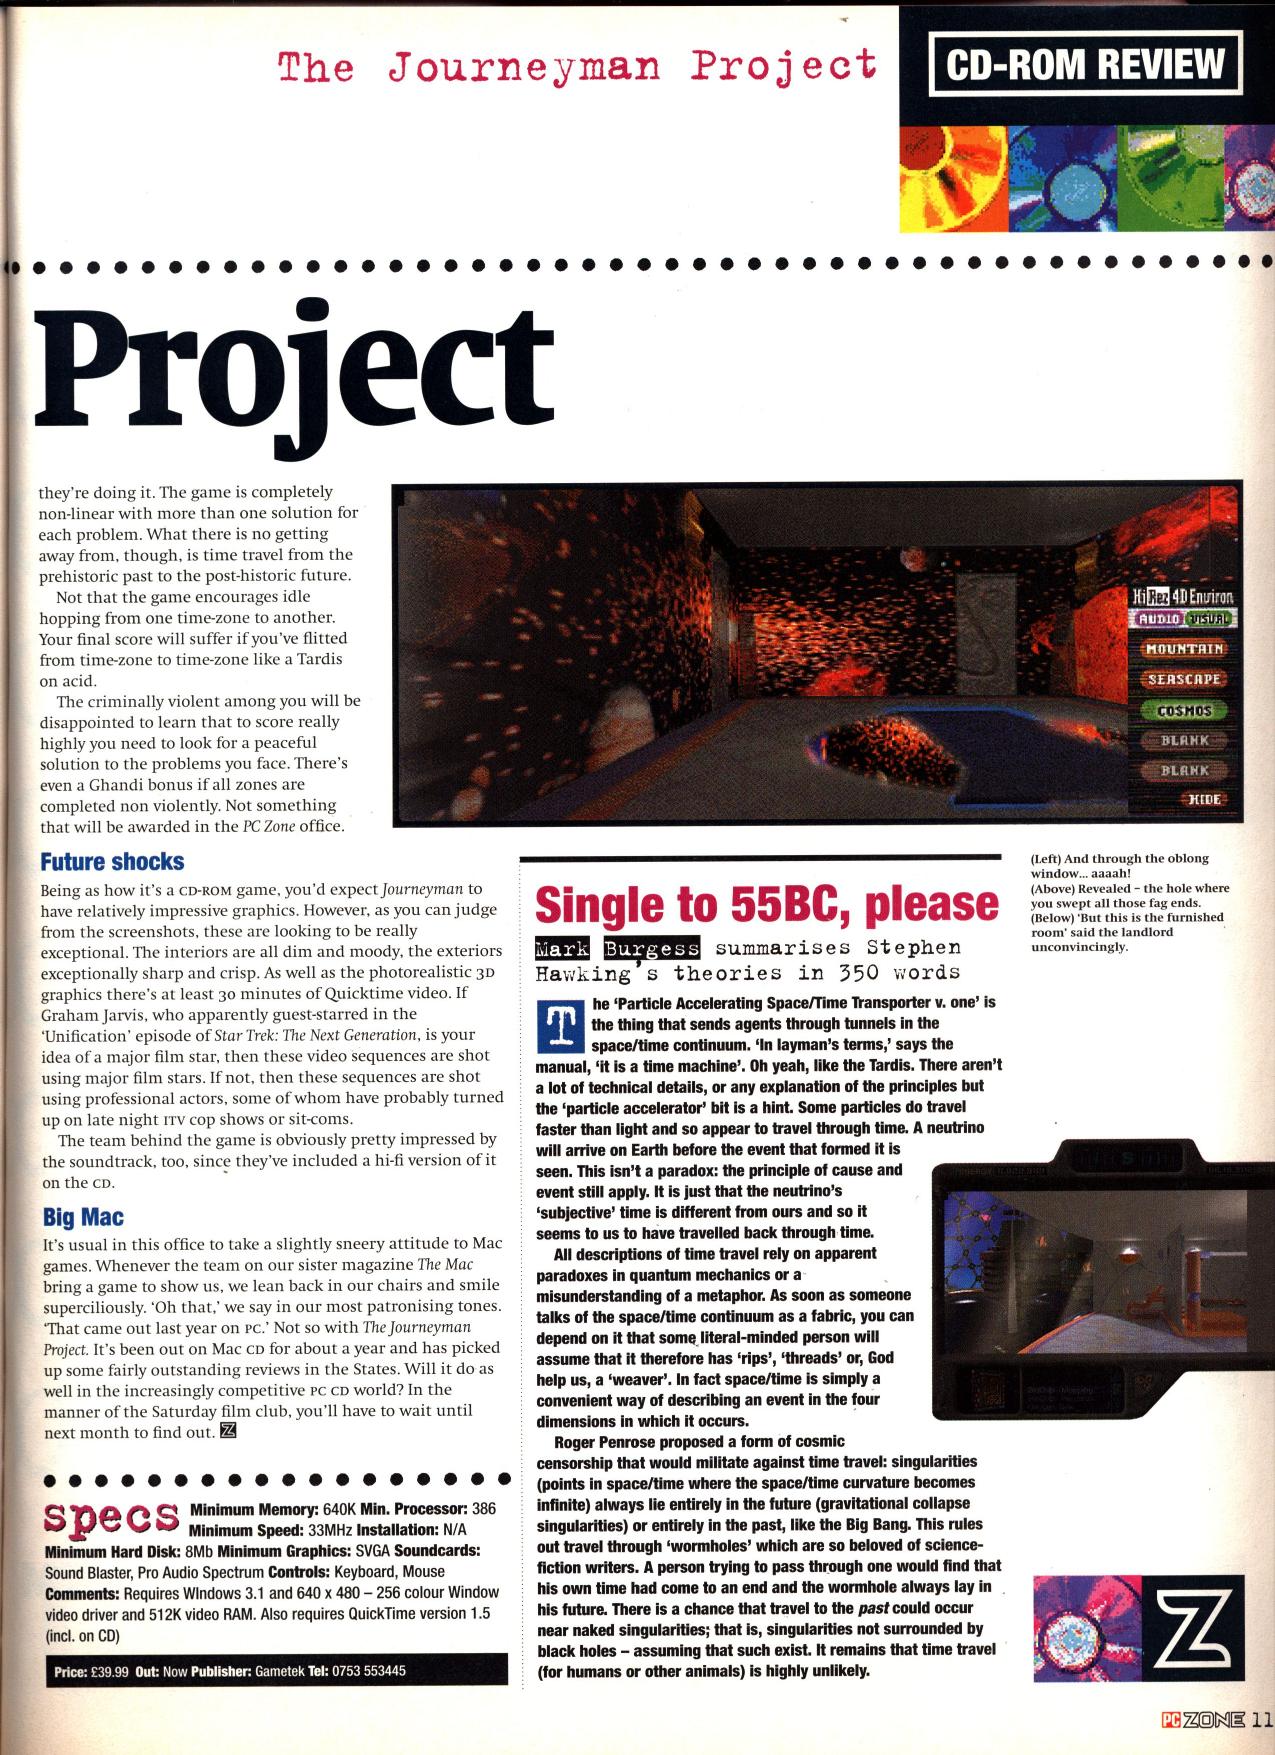 The Journeyman Project
CD-ROM REVIEW
Project
they're doing it. The game is completely
non-linear with more than one solution for
each problem. What there is no getting
away from, though, is time travel from the
prehistoric past to the post-historic future.
Not that the game encourages idle
hopping from one time-zone to another.
Your final score will suffer if you've flitted
from time-zone to time-zone like a Tardis
on acid.
The criminally violent among you will be
disappointed to learn that to score really
highly you need to look for a peaceful
solution to the problems you face. There's
even a Ghandi bonus if all zones are
completed non violently. Not something
that will be awarded in the PC Zone office.
Future shocks
Being as how it's a CD-ROM game, you'd expect Journeyman to
have relatively impressive graphics. However, as you can judge
from the screenshots, these are looking to be really
exceptional. The interiors are all dim and moody, the exteriors
exceptionally sharp and crisp. As well as the photorealistic 3D
graphics there's at least 30 minutes of Quicktime video. If
Graham Jarvis, who apparently guest-starred in the
'Unification' episode of Star Trek: The Next Generation, is your
idea of a major film star, then these video sequences are shot
using major film stars. If not, then these sequences are shot
using professional actors, some of whom have probably turned
up on late night ITV cop shows or sit-coms.
The team behind the game is obviously pretty impressed by
the soundtrack, too, since they've included a hi-fi version of it
on the CD.
Big Mac
It's usual in this office to take a slightly sneery attitude to Mac
games. Whenever the team on our sister magazine The Mac
bring a game to show us, we lean back in our chairs and smile
superciliously. 'Oh that,' we say in our most patronising tones.
'That came out last year on PC.' Not so with The Journeyman
Project. It's been out on Mac CD for about a year and has picked
up some fairly outstanding reviews in the States. Will it do as
well in the increasingly competitive PC CD world? In the
manner of the Saturday film club, you'll have to wait until
next month to find out. Z
specs Minimum Memory: 640K Min. Processor: 386
Minimum Speed: 33MHz Installation: N/A
Minimum Hard Disk: 8Mb Minimum Graphics: SVGA Soundcards:
Sound Blaster, Pro Audio Spectrum Controls: Keyboard, Mouse
Comments: Requires WIndows 3.1 and 640 x 480 – 256 colour Window
video driver and 512K video RAM. Also requires QuickTime version 1.5
(incl. on CD)
Price: £39.99 Out: Now Publisher: Gametek Tel: 0753 553445
HiRez 4D Environ
AUDIO VISUAL
MOUNTAIN
SEASCAPE
COSMOS
BLANK
BLANK
HIDE
(Left) And through the oblong
window... aaaah!
(Above) Revealed – the hole where
you swept all those fag ends.
(Below) 'But this is the furnished
room' said the landlord
unconvincingly.
Single to 55BC, please
Mark Burgess summarises Stephen
Hawking's theories in 350 words
The 'Particle Accelerating Space/Time Transporter v. one' is
the thing that sends agents through tunnels in the
space/time continuum. 'In layman's terms,' says the
manual, 'it is a time machine'. Oh yeah, like the Tardis. There aren't
a lot of technical details, or any explanation of the principles but
the 'particle accelerator' bit is a hint. Some particles do travel
faster than light and so appear to travel through time. A neutrino
will arrive on Earth before the event that formed it is
seen. This isn't a paradox: the principle of cause and
event still apply. It is just that the neutrino's
'subjective' time is different from ours and so it
seems to us to have travelled back through time.
All descriptions of time travel rely on apparent
paradoxes in quantum mechanics or a
misunderstanding of a metaphor. As soon as someone
talks of the space/time continuum as a fabric, you can
depend on it that some literal-minded person will
assume that it therefore has 'rips', 'threads' or, God
help us, a 'weaver'. In fact space/time is simply a
convenient way of describing an event in the four
dimensions in which it occurs.
Roger Penrose proposed a form of cosmic
censorship that would militate against time travel: singularities
(points in space/time where the space/time curvature becomes
infinite) always lie entirely in the future (gravitational collapse
singularities) or entirely in the past, like the Big Bang. This rules
out travel through 'wormholes' which are so beloved of science-
fiction writers. A person trying to pass through one would find that
his own time had come to an end and the wormhole always lay in
his future. There is a chance that travel to the past could occur
near naked singularities; that is, singularities not surrounded by
black holes – assuming that such exist. It remains that time travel
(for humans or other animals) is highly unlikely.
Z
PC ZONE 11